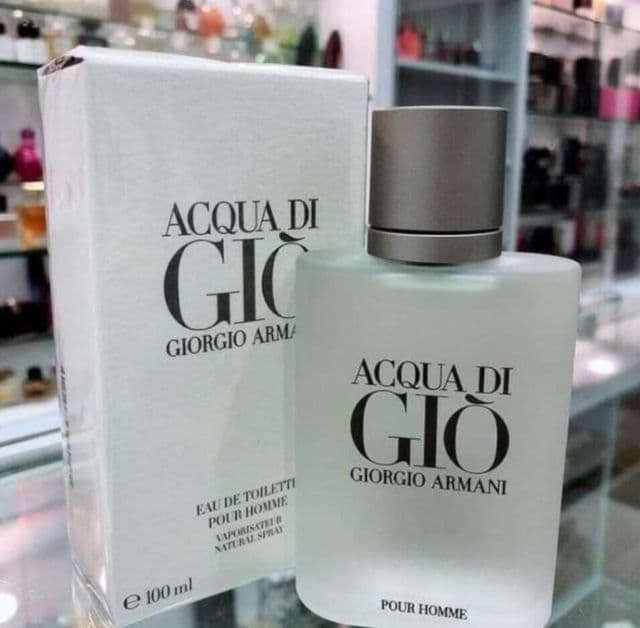 ACQUA DI
GIÒ
GIORGIO ARMA
EAU DE TOILETTE
POUR HOMME
VAPORISATEUR
NATURAL SPRAY
e 100 ml
ACQUA DI
GIÒ
GIORGIO ARMANI
POUR HOMME